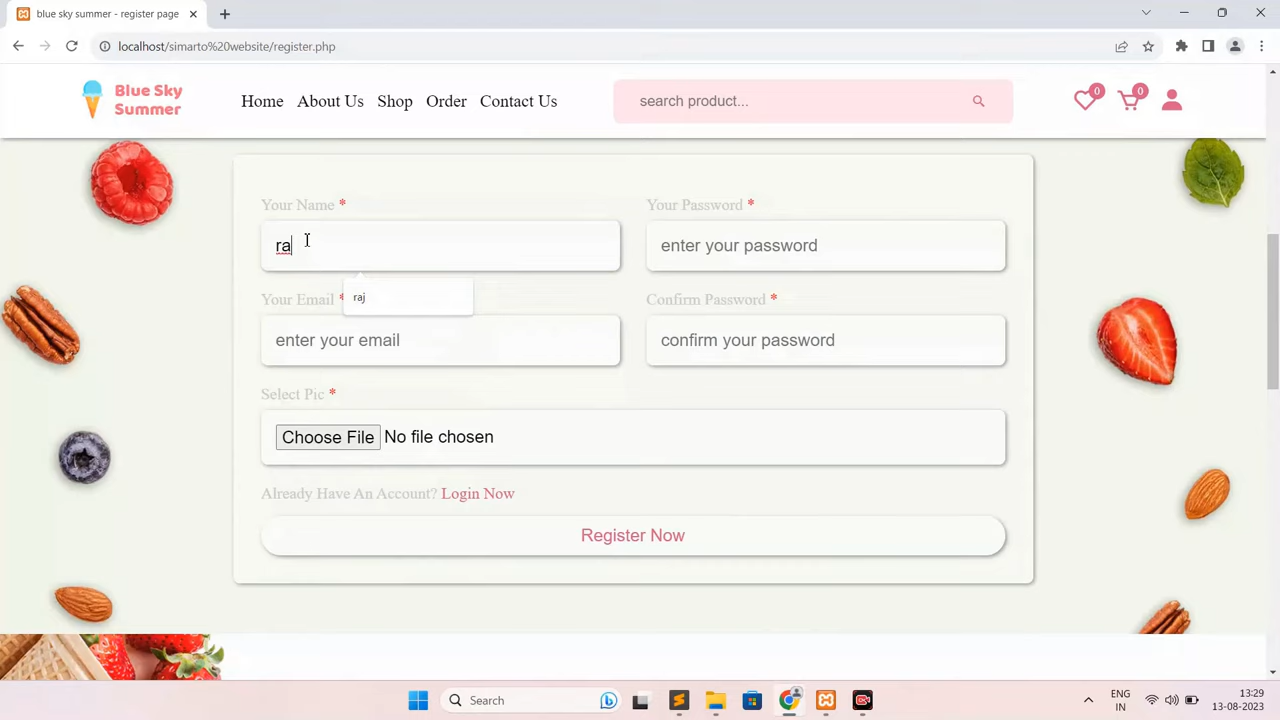 blue sky summer - register page
localhost/simarto%20website/register.php
Blue Sky
Summer
Home About Us Shop Order Contact Us
search product...
0 0
Your Name *
Your Password *
ra
enter your password
raj
Your Email *
Confirm Password *
enter your email
confirm your password
Select Pic *
Choose File No file chosen
Already Have An Account? Login Now
Register Now
Search
ENG
IN
13:29
13-08-2023